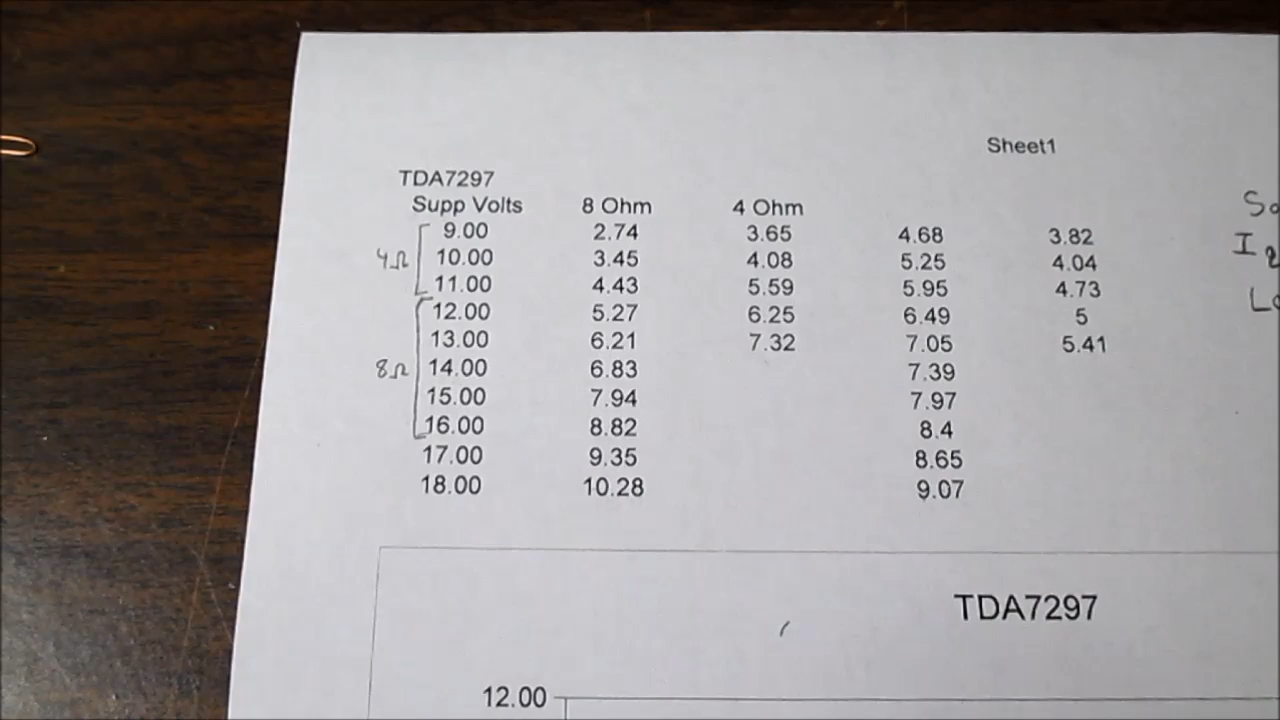 Sheet1
TDA7297
Supp Volts 8 Ohm 4 Ohm
9.00 2.74 3.65 4.68 3.82
4Ω 10.00 3.45 4.08 5.25 4.04
11.00 4.43 5.59 5.95 4.73
12.00 5.27 6.25 6.49 5
13.00 6.21 7.32 7.05 5.41
8Ω 14.00 6.83 7.39
15.00 7.94 7.97
16.00 8.82 8.4
17.00 9.35 8.65
18.00 10.28 9.07
TDA7297
12.00